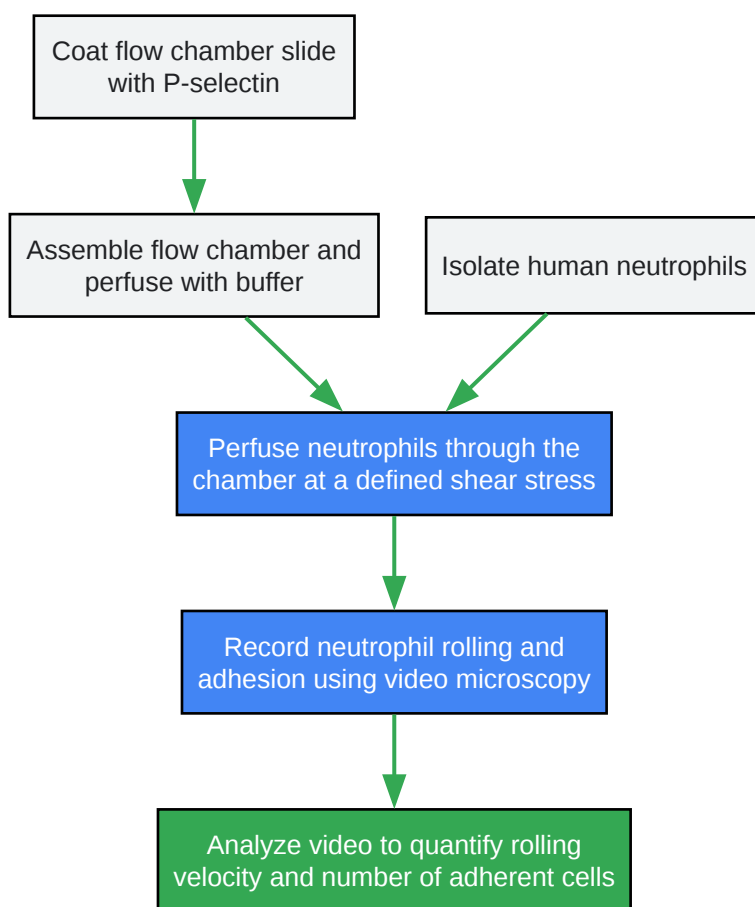 Coat flow chamber slide
with P-selectin
Assemble flow chamber and
perfuse with buffer
Isolate human neutrophils
Perfuse neutrophils through the
chamber at a defined shear stress
Record neutrophil rolling and
adhesion using video microscopy
Analyze video to quantify rolling
velocity and number of adherent cells